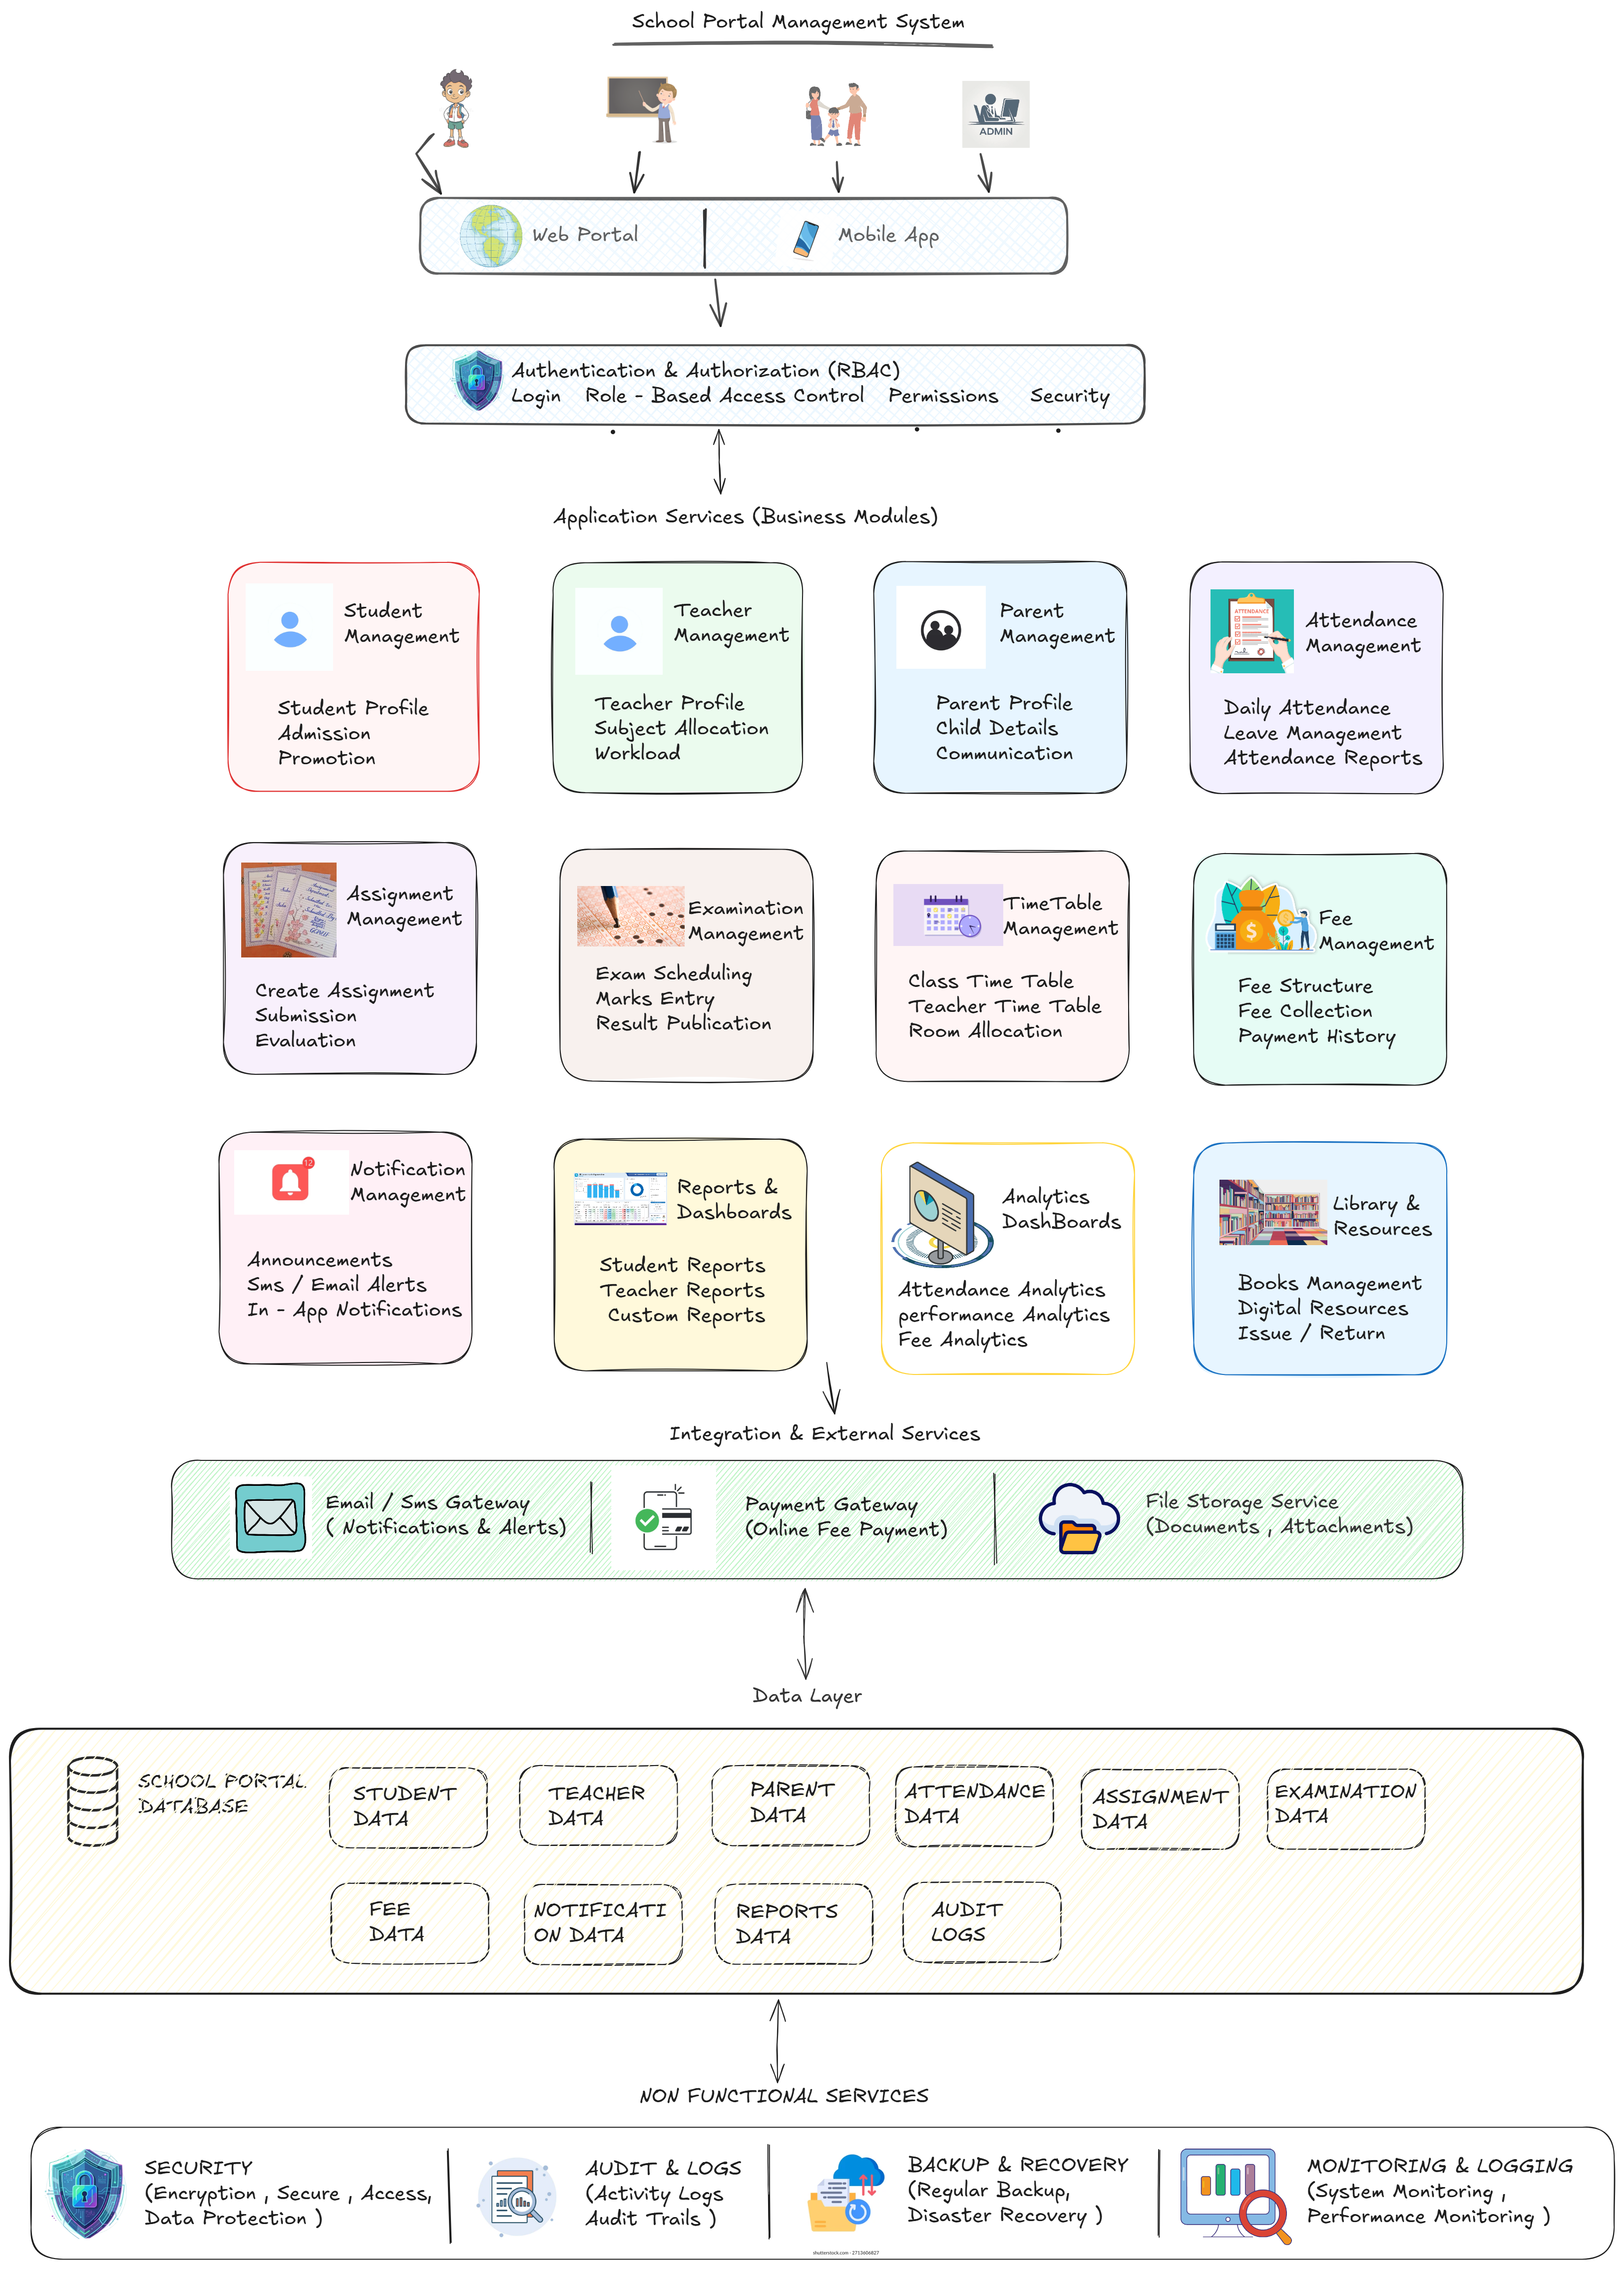 School Portal Management System
ADMIN
Web Portal
Mobile App
Authentication & Authorization (RBAC)
Login Role - Based Access Control Permissions Security
Application Services (Business Modules)
Student
Management
Student Profile
Admission
Promotion
Teacher
Management
Teacher Profile
Subject Allocation
Workload
Parent
Management
Parent Profile
Child Details
Communication
ATTENDANCE
Attendance
Management
Daily Attendance
Leave Management
Attendance Reports
Assignment
Management
Create Assignment
Submission
Evaluation
Examination
Management
Exam Scheduling
Marks Entry
Result Publication
TimeTable
Management
Class Time Table
Teacher Time Table
Room Allocation
Fee
Management
Fee Structure
Fee Collection
Payment History
12
Notification
Management
Announcements
Sms / Email Alerts
In - App Notifications
Reports &
Dashboards
Student Reports
Teacher Reports
Custom Reports
Analytics
DashBoards
Attendance Analytics
performance Analytics
Fee Analytics
Library &
Resources
Books Management
Digital Resources
Issue / Return
Integration & External Services
Email / Sms Gateway
( Notifications & Alerts)
Payment Gateway
(Online Fee Payment)
File Storage Service
(Documents , Attachments)
Data Layer
SCHOOL PORTAL
DATABASE
STUDENT
DATA
TEACHER
DATA
PARENT
DATA
ATTENDANCE
DATA
ASSIGNMENT
DATA
EXAMINATION
DATA
FEE
DATA
NOTIFICATI
ON DATA
REPORTS
DATA
AUDIT
LOGS
NON FUNCTIONAL SERVICES
SECURITY
(Encryption , Secure , Access,
Data Protection )
AUDIT & LOGS
(Activity Logs
Audit Trails )
BACKUP & RECOVERY
(Regular Backup,
Disaster Recovery )
shutterstock.com · 2713606827
MONITORING & LOGGING
(System Monitoring ,
Performance Monitoring )